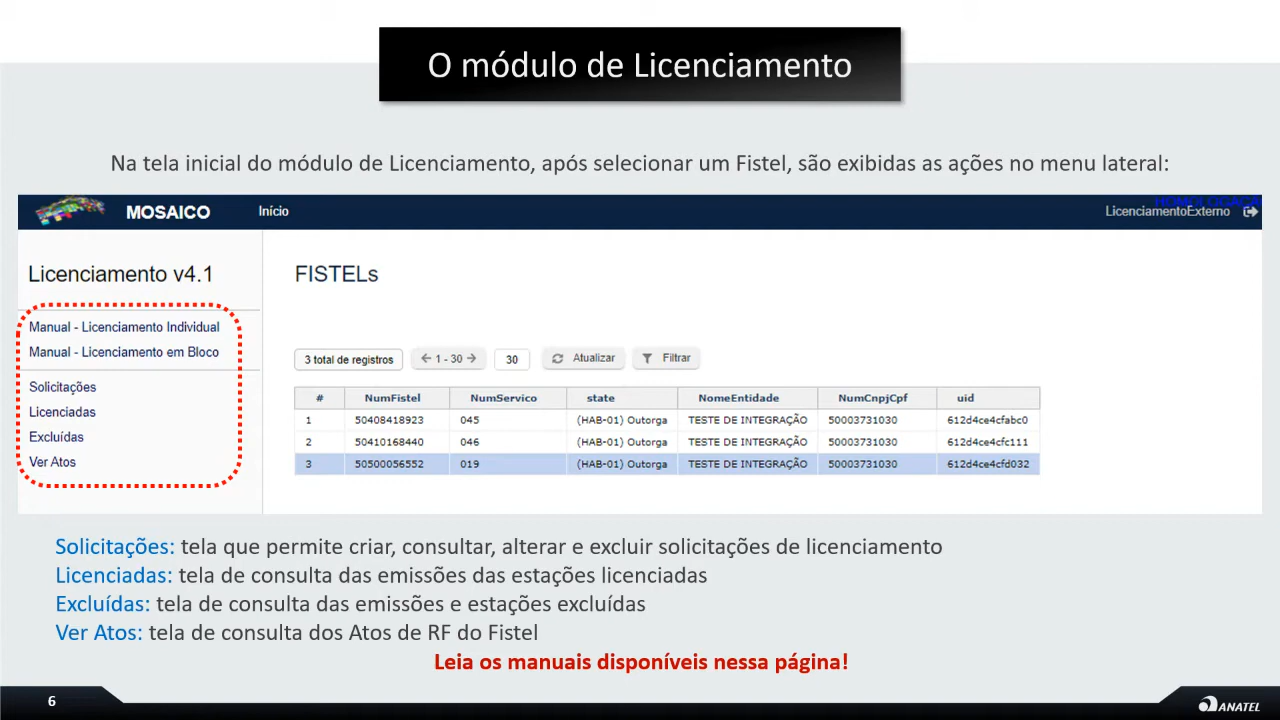 O módulo de Licenciamento
Na tela inicial do módulo de Licenciamento, após selecionar um Fistel, são exibidas as ações no menu lateral:
MOSAICO Início HOMOLOGAÇÃ
LicenciamentoExterno
Licenciamento v4.1
FISTELs
Manual - Licenciamento Individual
Manual - Licenciamento em Bloco
Solicitações
Licenciadas
Excluídas
Ver Atos
3 total de registros 1 - 30 30 Atualizar Filtrar
# NumFistel NumServico state NomeEntidade NumCnpjCpf uid
1 50408418923 045 (HAB-01) Outorga TESTE DE INTEGRAÇÃO 50003731030 612d4ce4cfabc0
2 50410168440 046 (HAB-01) Outorga TESTE DE INTEGRAÇÃO 50003731030 612d4ce4cfc111
3 50500056552 019 (HAB-01) Outorga TESTE DE INTEGRAÇÃO 50003731030 612d4ce4cfd032
Solicitações: tela que permite criar, consultar, alterar e excluir solicitações de licenciamento
Licenciadas: tela de consulta das emissões das estações licenciadas
Excluídas: tela de consulta das emissões e estações excluídas
Ver Atos: tela de consulta dos Atos de RF do Fistel
Leia os manuais disponíveis nessa página!
6
ANATEL